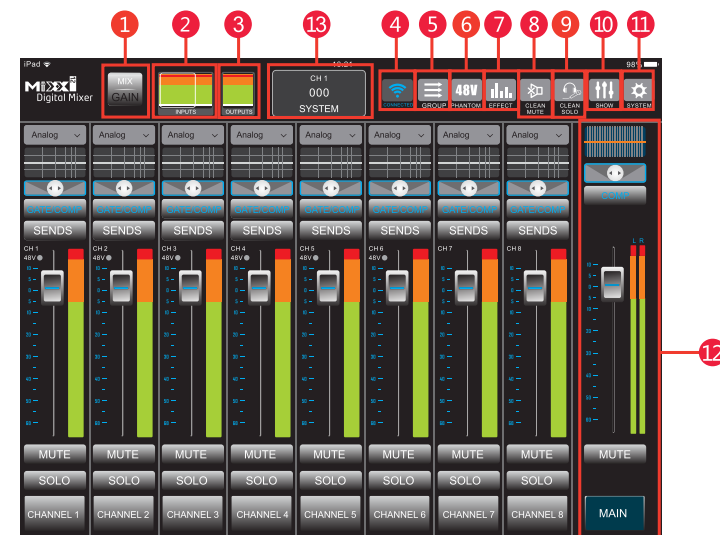 1 2 3 13 4 5 6 7 8 9 10 11
iPad 98%
MIXXI
Digital Mixer
MIX
GAIN
INPUTS
OUTPUTS
CH 1
000
SYSTEM
CONNECTED
GROUP
48V
PHANTOM
EFFECT
CLEAN
MUTE
CLEAN
SOLO
SHOW
SYSTEM
Analog Analog Analog Analog Analog Analog Analog Analog
GATE/COMP GATE/COMP GATE/COMP GATE/COMP GATE/COMP GATE/COMP GATE/COMP GATE/COMP COMP
SENDS SENDS SENDS SENDS SENDS SENDS SENDS SENDS
CH 1 CH 2 CH 3 CH 4 CH 5 CH 6 CH 7 CH 8 L R
48V 48V 48V 48V 48V 48V 48V 48V
12
MUTE MUTE MUTE MUTE MUTE MUTE MUTE MUTE MUTE
SOLO SOLO SOLO SOLO SOLO SOLO SOLO SOLO
CHANNEL 1 CHANNEL 2 CHANNEL 3 CHANNEL 4 CHANNEL 5 CHANNEL 6 CHANNEL 7 CHANNEL 8 MAIN